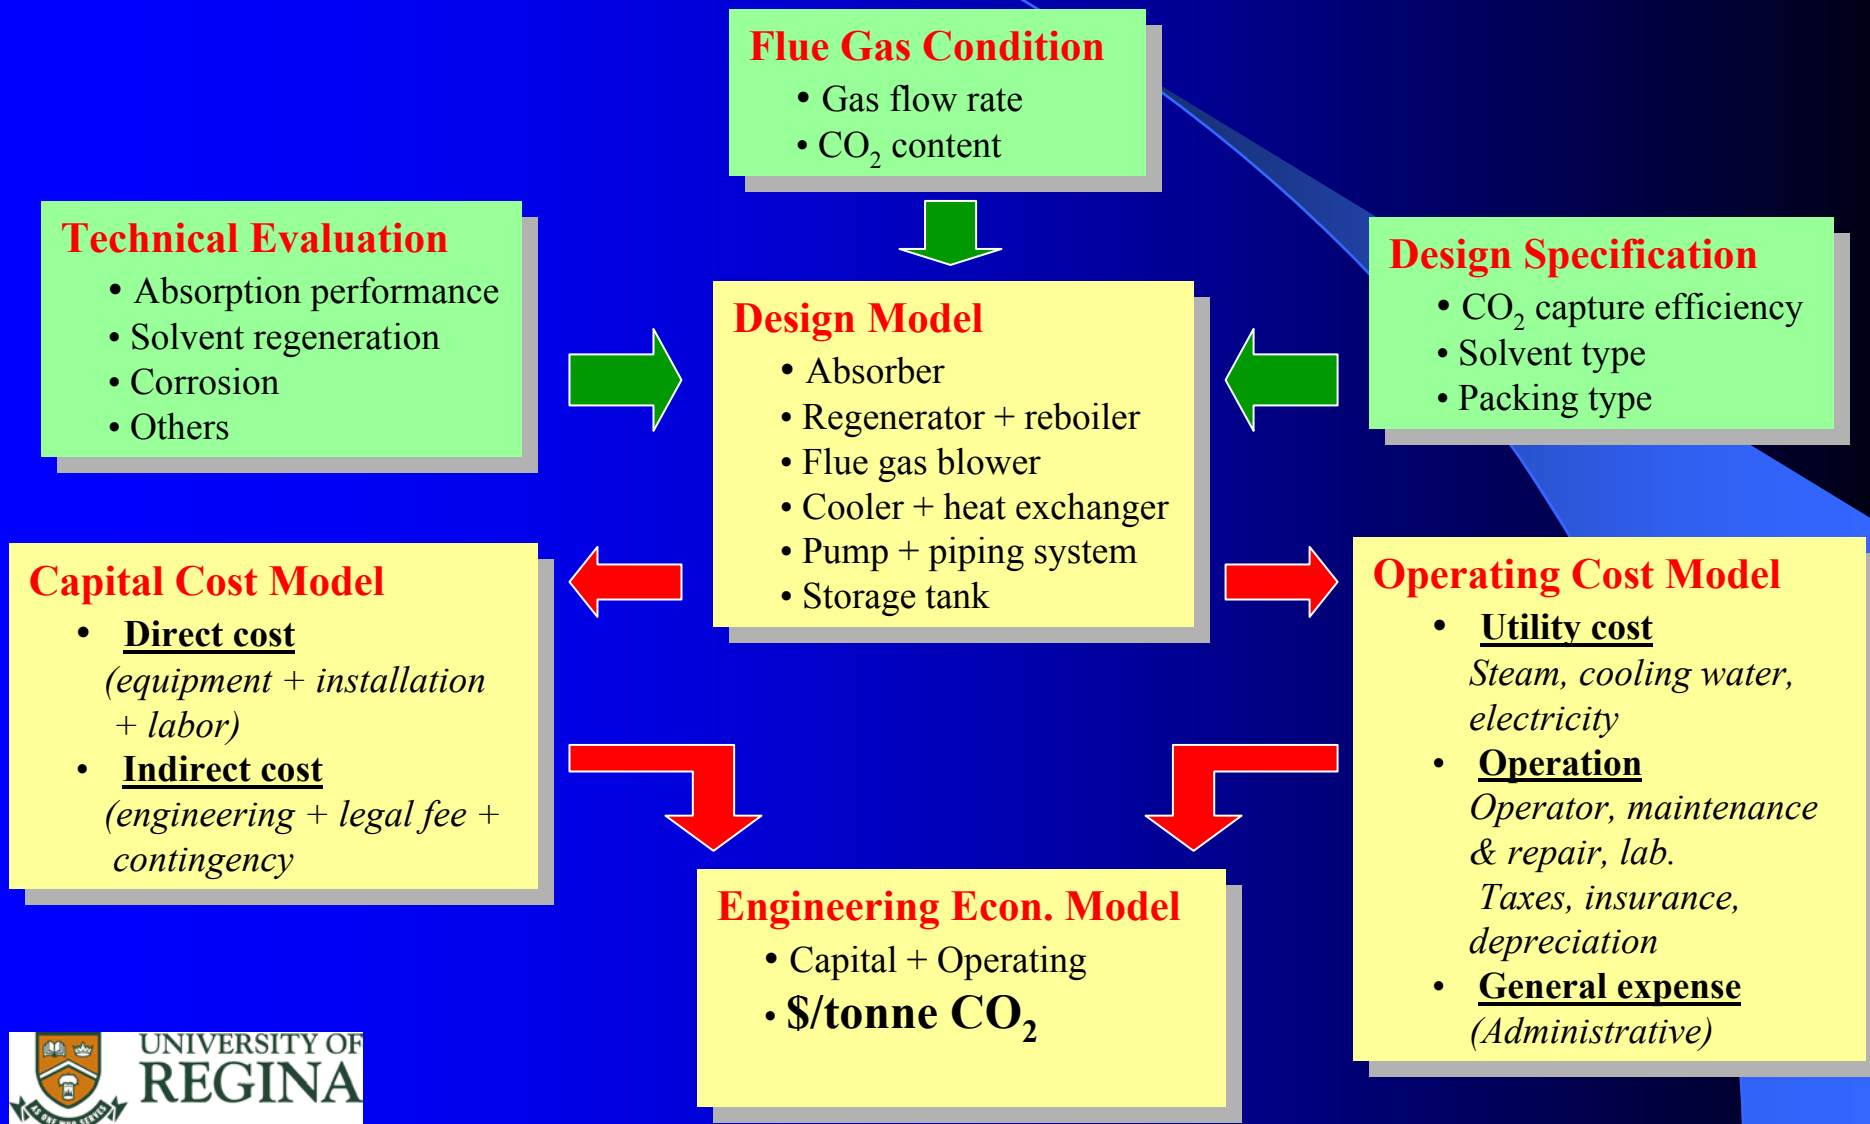 Flue Gas Condition
• Gas flow rate
• CO2 content
Technical Evaluation
• Absorption performance
• Solvent regeneration
• Corrosion
• Others
Design Model
• Absorber
• Regenerator + reboiler
• Flue gas blower
• Cooler + heat exchanger
• Pump + piping system
• Storage tank
Design Specification
• CO2 capture efficiency
• Solvent type
• Packing type
Capital Cost Model
• Direct cost
(equipment + installation
+ labor)
• Indirect cost
(engineering + legal fee +
contingency
Operating Cost Model
• Utility cost
Steam, cooling water,
electricity
• Operation
Operator, maintenance
& repair, lab.
Taxes, insurance,
depreciation
• General expense
(Administrative)
Engineering Econ. Model
• Capital + Operating
• $/tonne CO2
UNIVERSITY OF
REGINA
AS ONE WHO SERVES